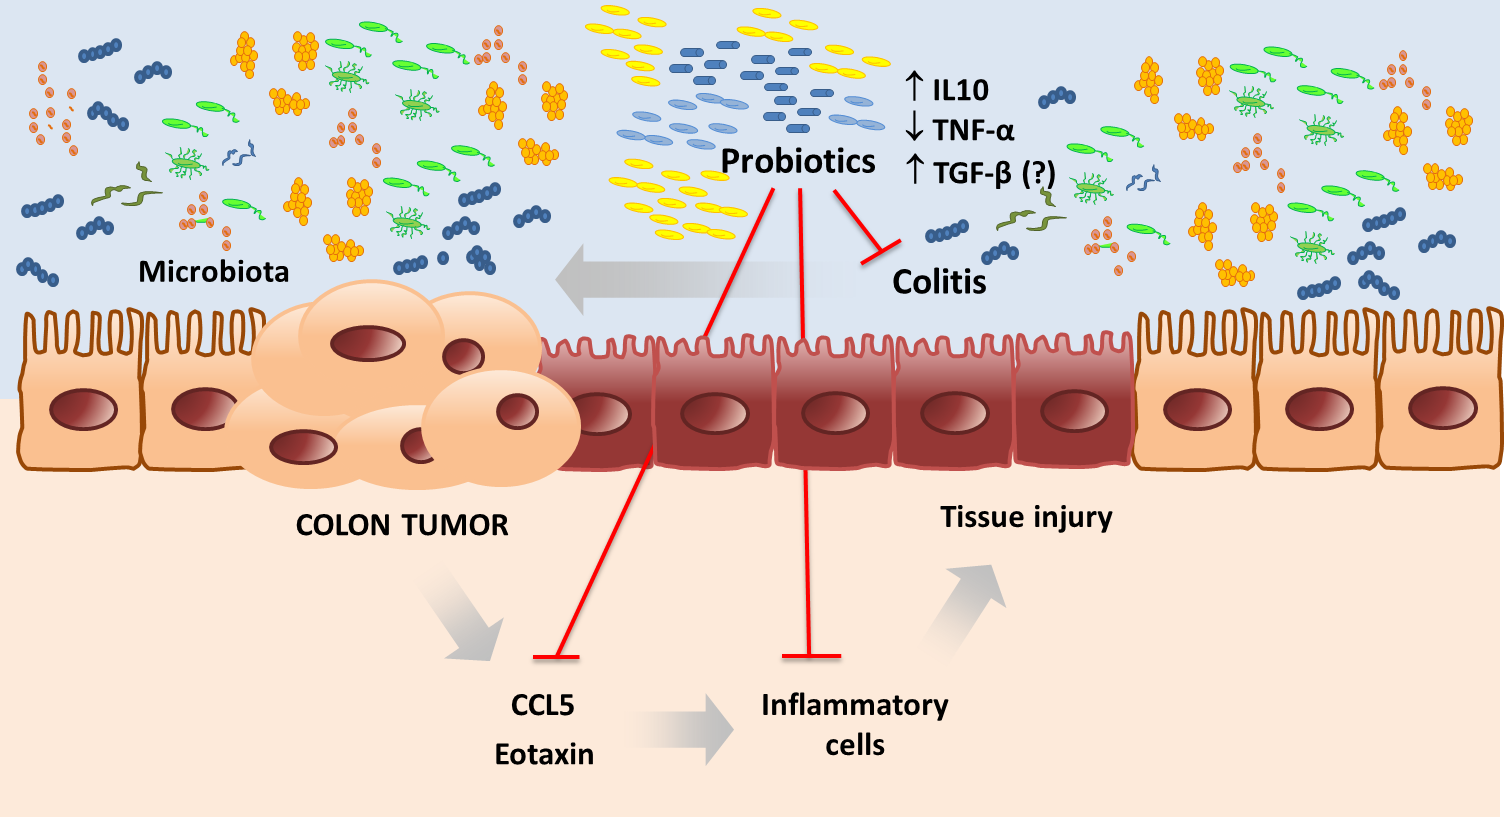 ↑ IL10
↓ TNF-α
Probiotics
↑ TGF-β (?)
Microbiota
Colitis
COLON TUMOR
Tissue injury
CCL5
Eotaxin
Inflammatory
cells